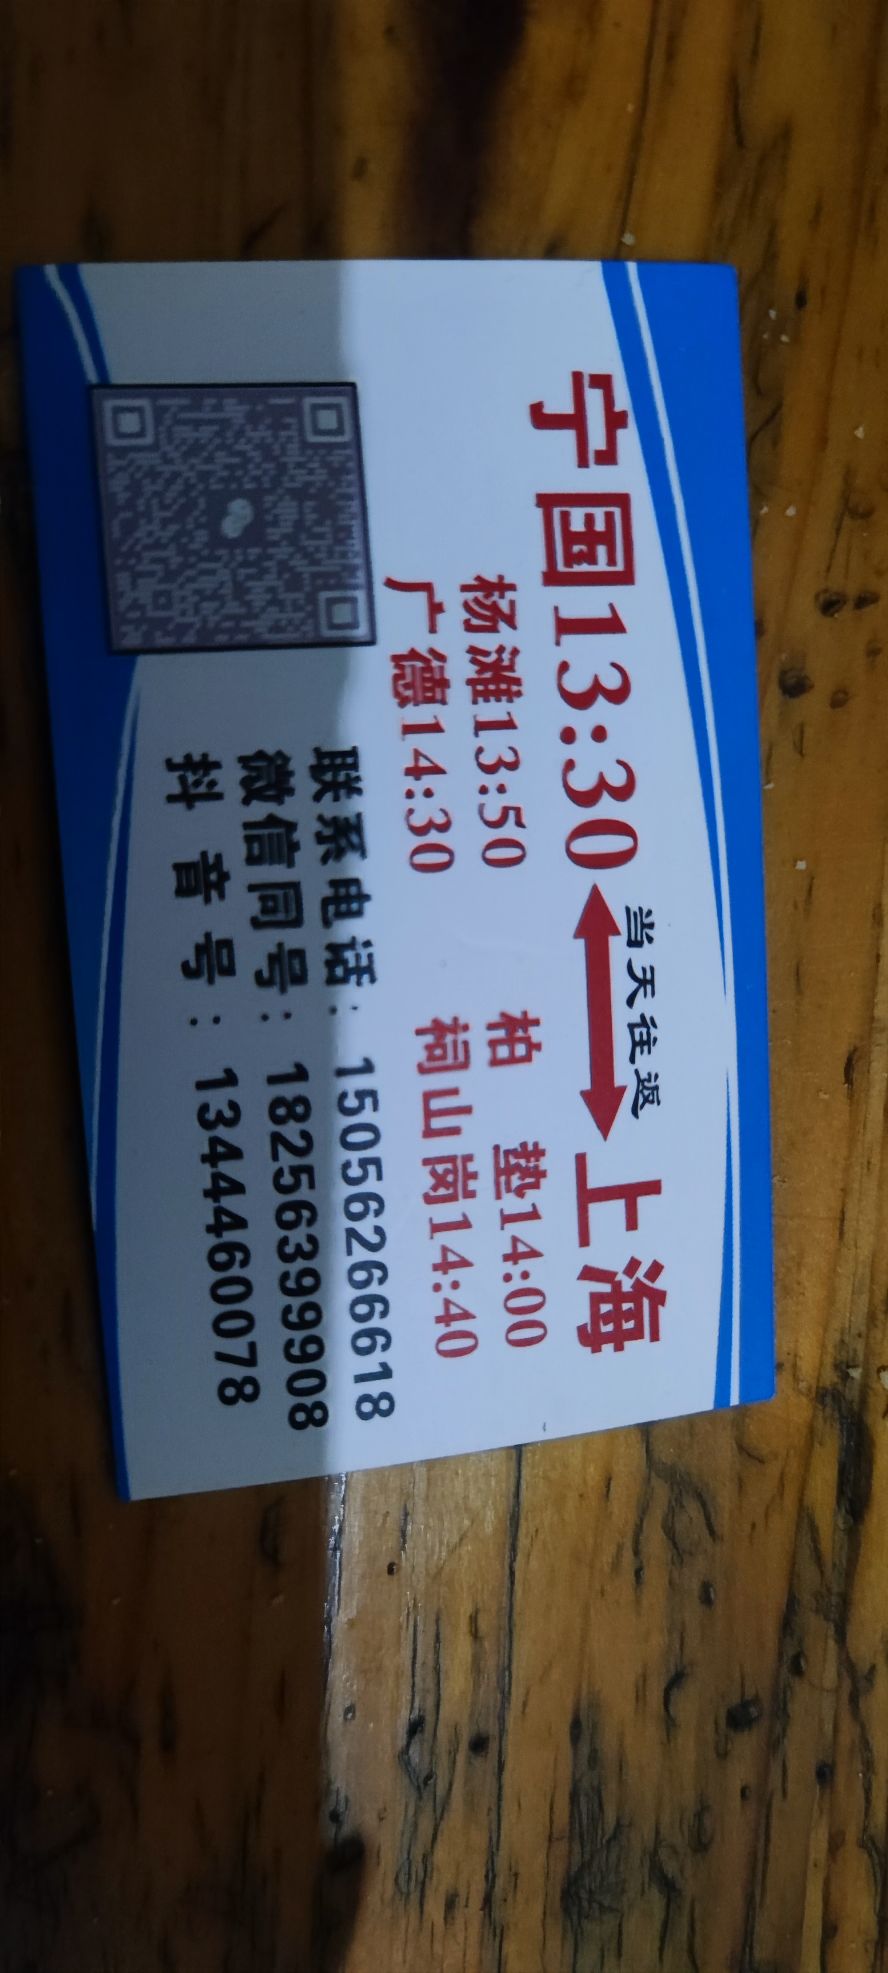 当天往返
宁国13:30 上海
杨滩13:50 柏垫14:00
广德14:30 祠山岗14:40
联系电话: 15056266618
微信同号: 18256399908
抖音号: 1344460078